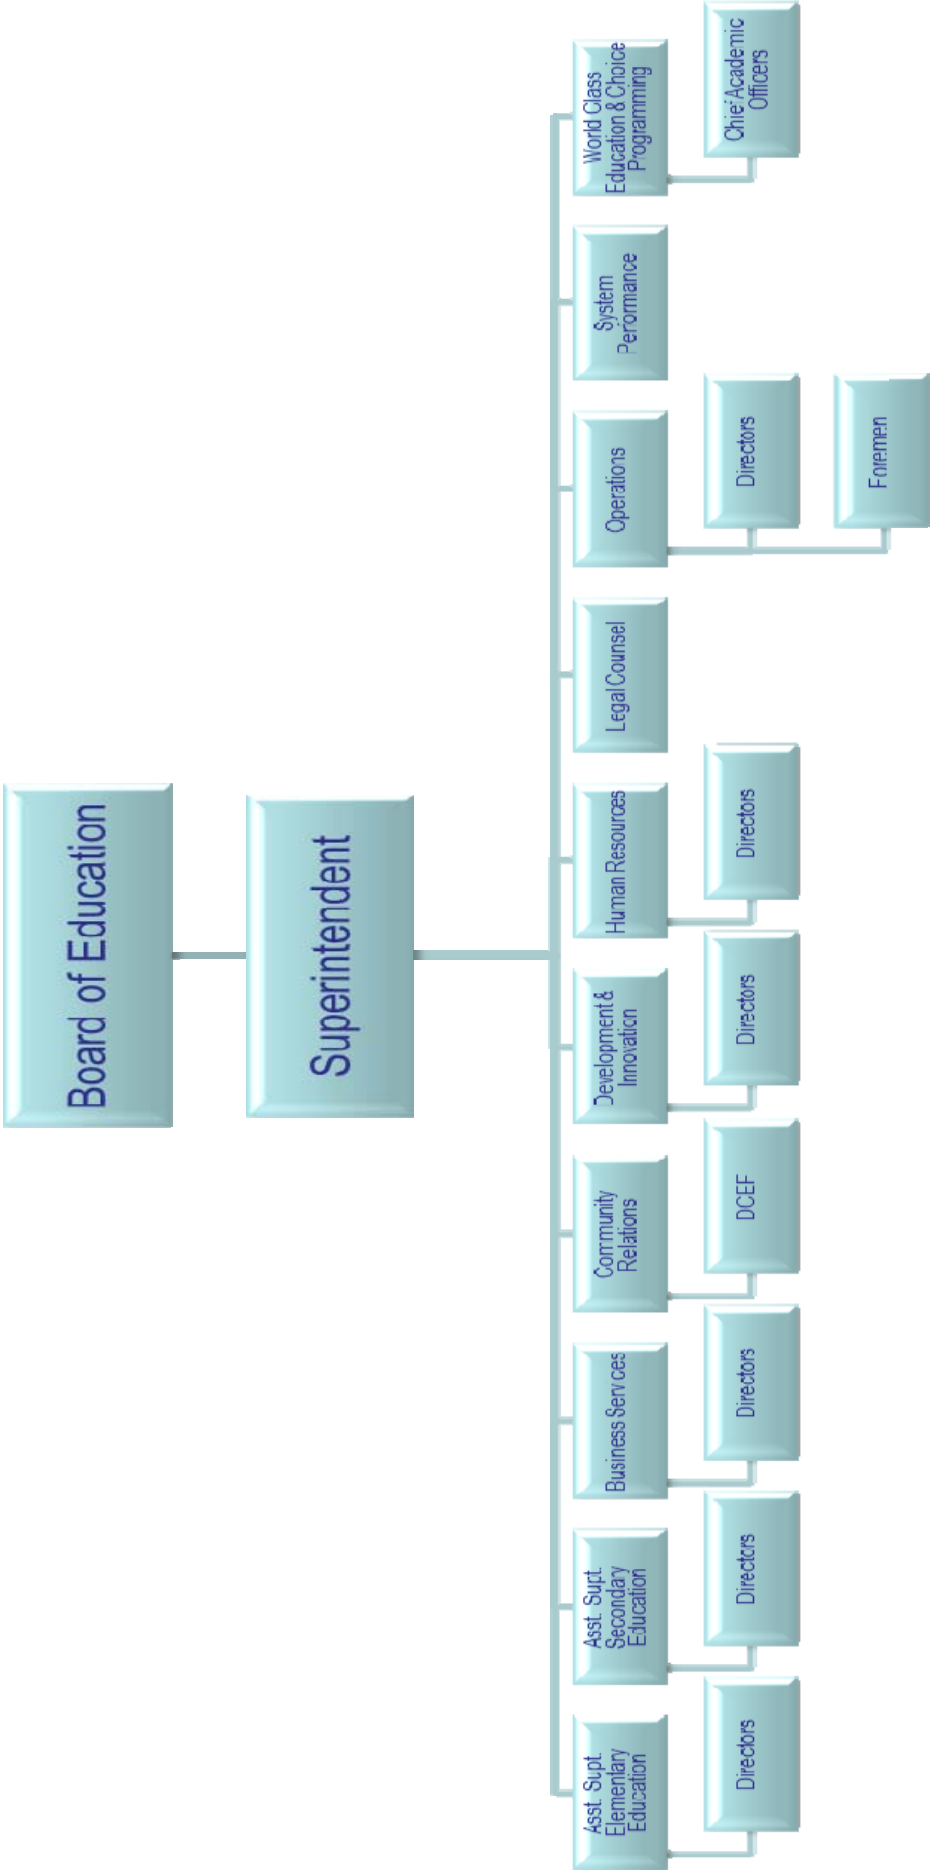 Board of Education
Superintendent
Asst. Supt.
Elementary
Education
Asst. Supt.
Secondary
Education
Business Services
Community
Relations
Development &
Innovation
Human Resources
Legal Counsel
Operations
System
Performance
World Class
Education & Choice
Programming
Directors
Directors
Directors
DCEF
Directors
Directors
Directors
Chief Academic
Officers
Foremen